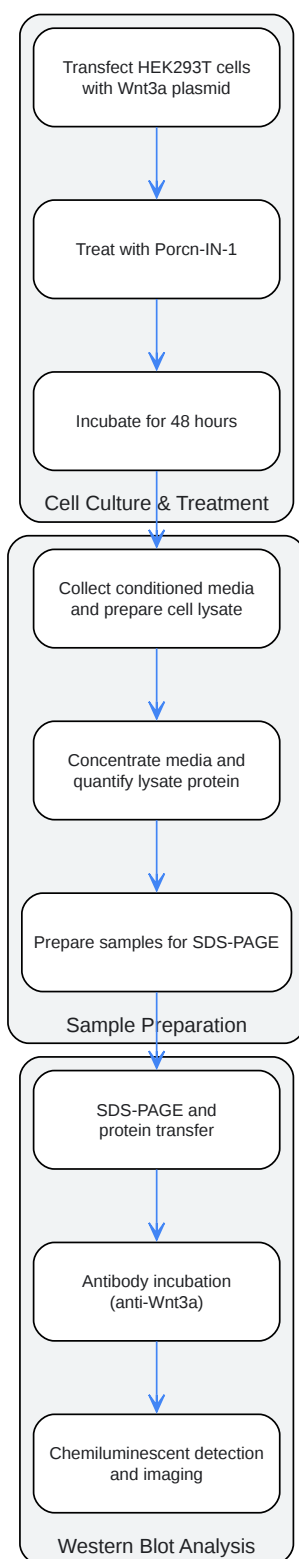 Transfect HEK293T cells
with Wnt3a plasmid
Treat with Porcn-IN-1
Incubate for 48 hours
Cell Culture & Treatment
Collect conditioned media
and prepare cell lysate
Concentrate media and
quantify lysate protein
Prepare samples for SDS-PAGE
Sample Preparation
SDS-PAGE and
protein transfer
Antibody incubation
(anti-Wnt3a)
Chemiluminescent detection
and imaging
Western Blot Analysis